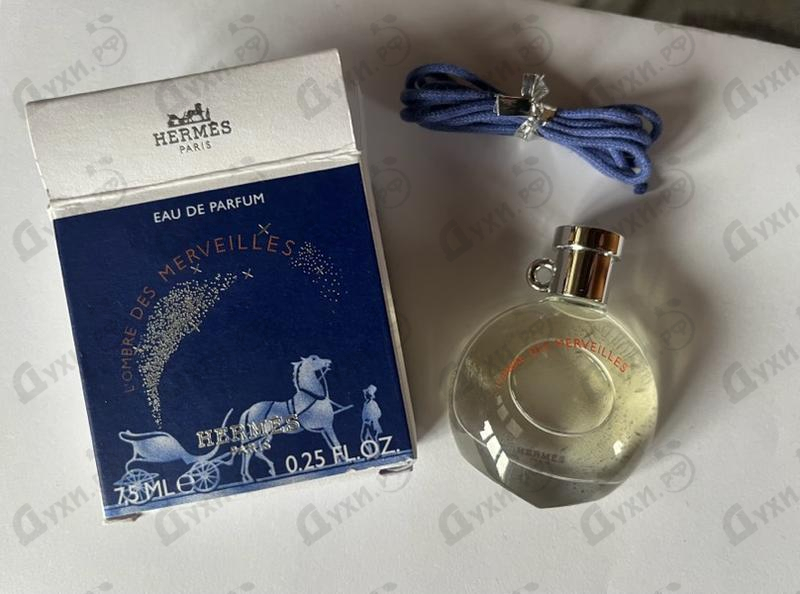 HERMÈS
PARIS
EAU DE PARFUM
L'OMBRE DES MERVEILLES
HERMÈS
PARIS
7.5 ML e
0.25 FL.OZ.
L'OMBRE DES MERVEILLES
HERMÈS
PARIS
Духи.рф